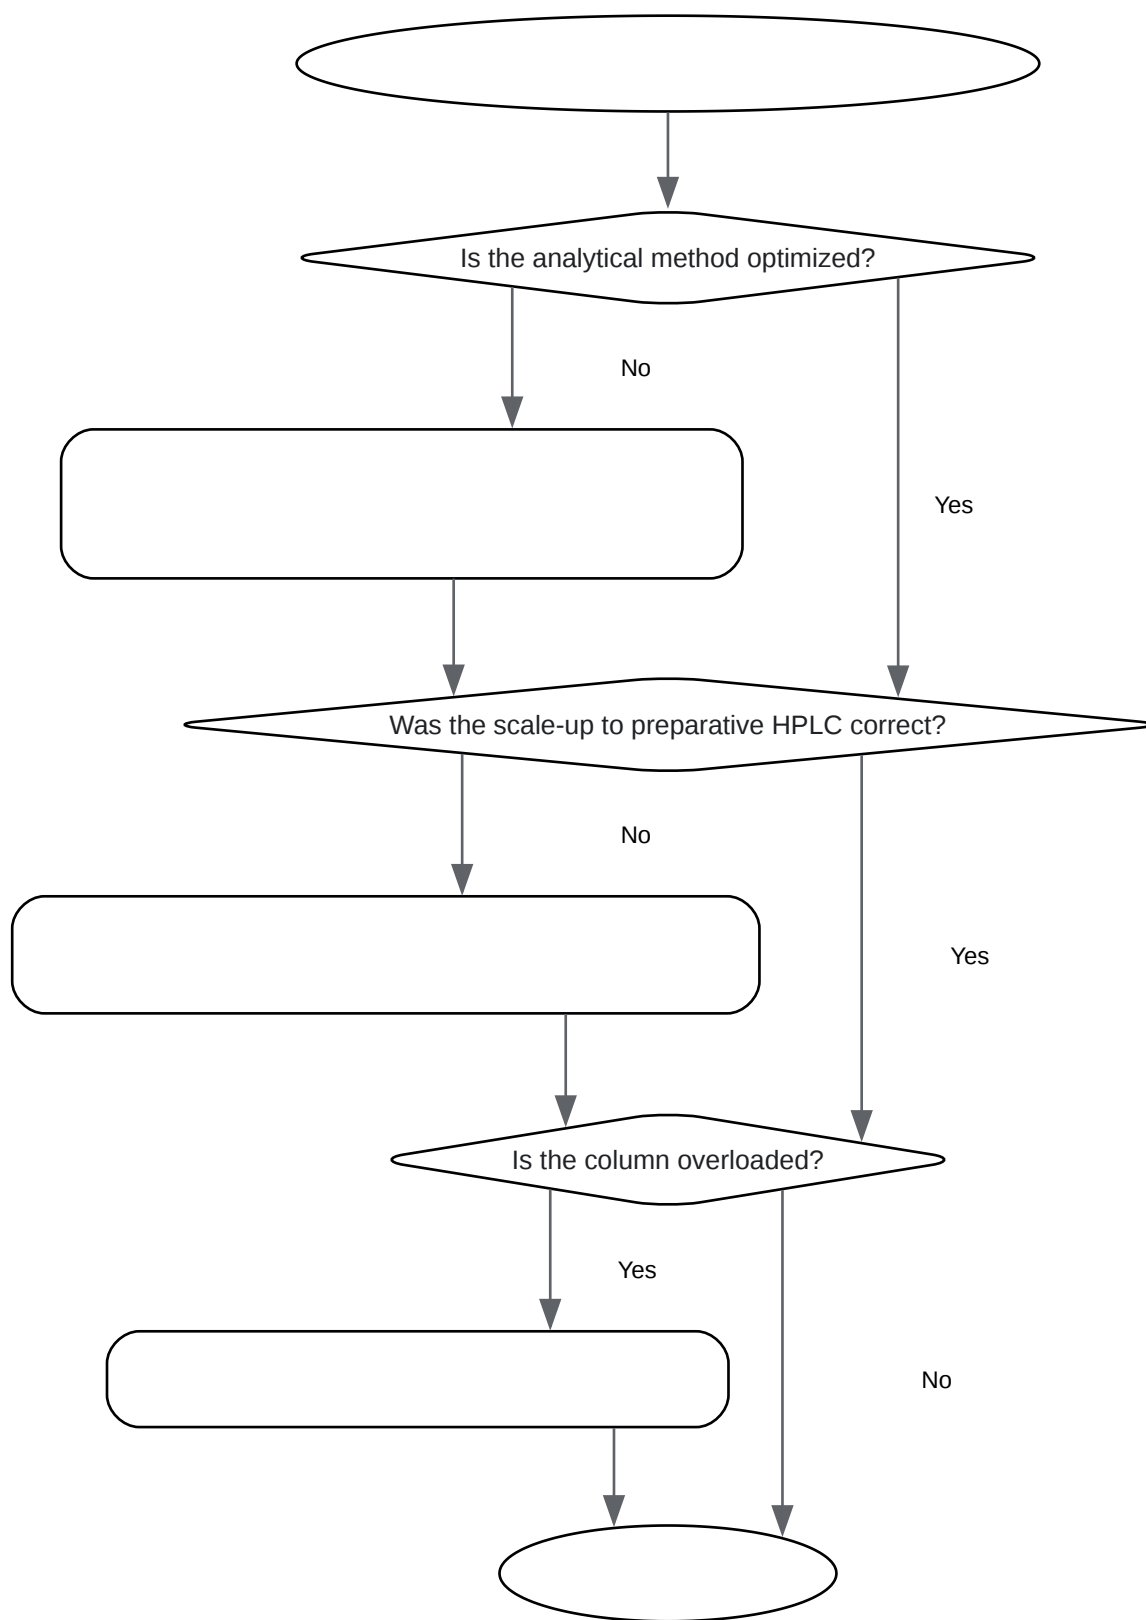 Is the analytical method optimized?
No
Yes
Was the scale-up to preparative HPLC correct?
No
Yes
Is the column overloaded?
Yes
No